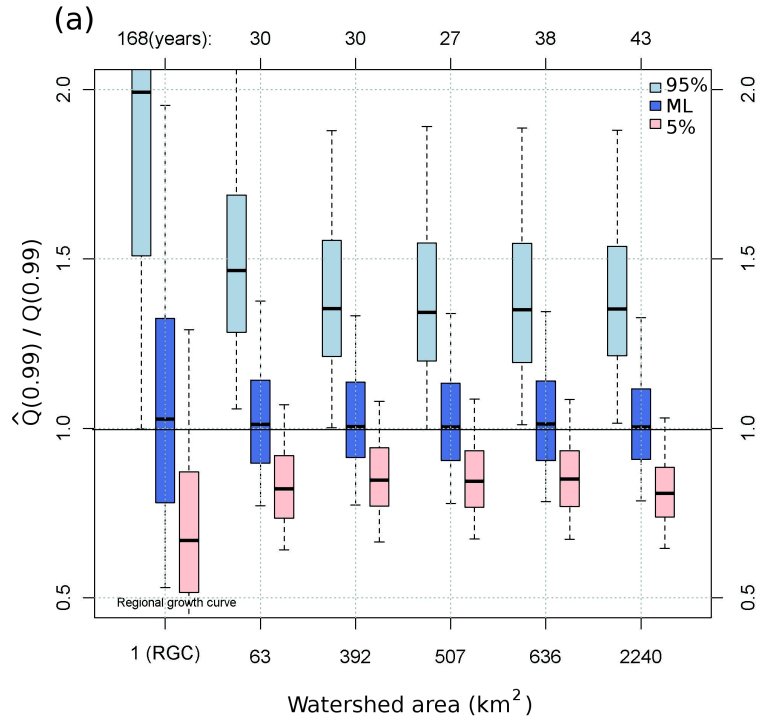 (a)
168(years): 30 30 27 38 43
95%
ML
5%
2.0 2.0
1.5 1.5
1.0 1.0
0.5 0.5
Q̂(0.99) / Q(0.99)
Regional growth curve
1 (RGC) 63 392 507 636 2240
Watershed area (km²)